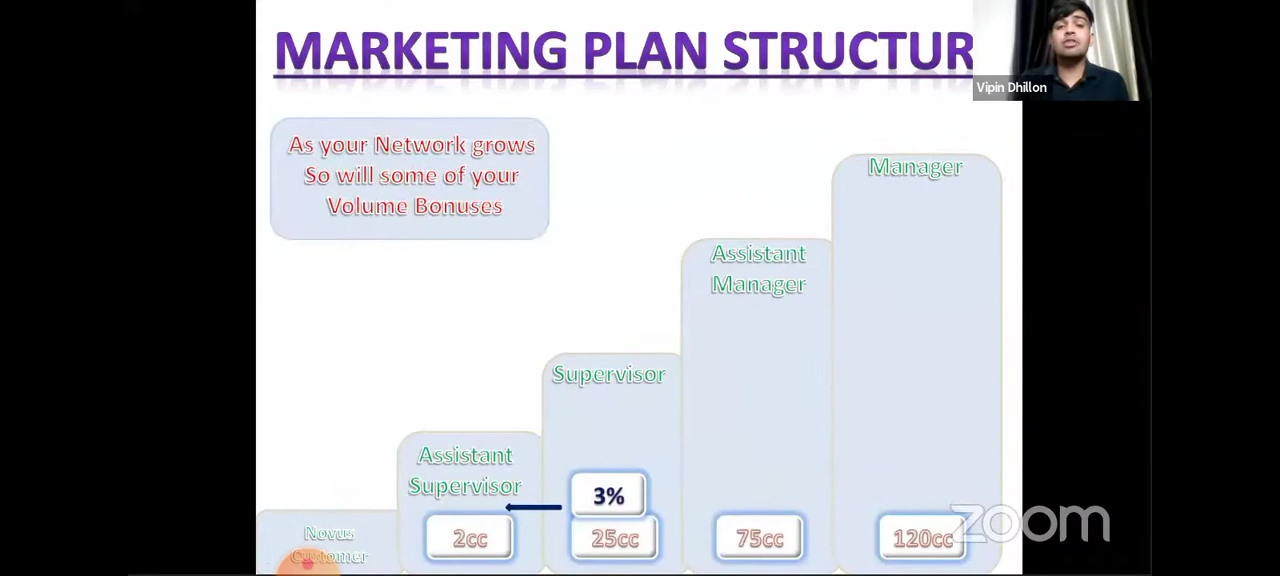 MARKETING PLAN STRUCTUR
Vipin Dhillon
As your Network grows
So will some of your
Volume Bonuses
Manager
Assistant
Manager
Supervisor
Assistant
Supervisor
3%
Novus
Customer
2cc
25cc
75cc
120cc
zoom